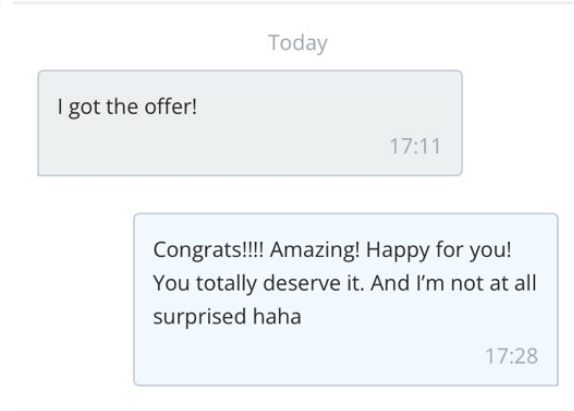 Today
I got the offer!
17:11
Congrats!!!! Amazing! Happy for you!
You totally deserve it. And I’m not at all
surprised haha
17:28